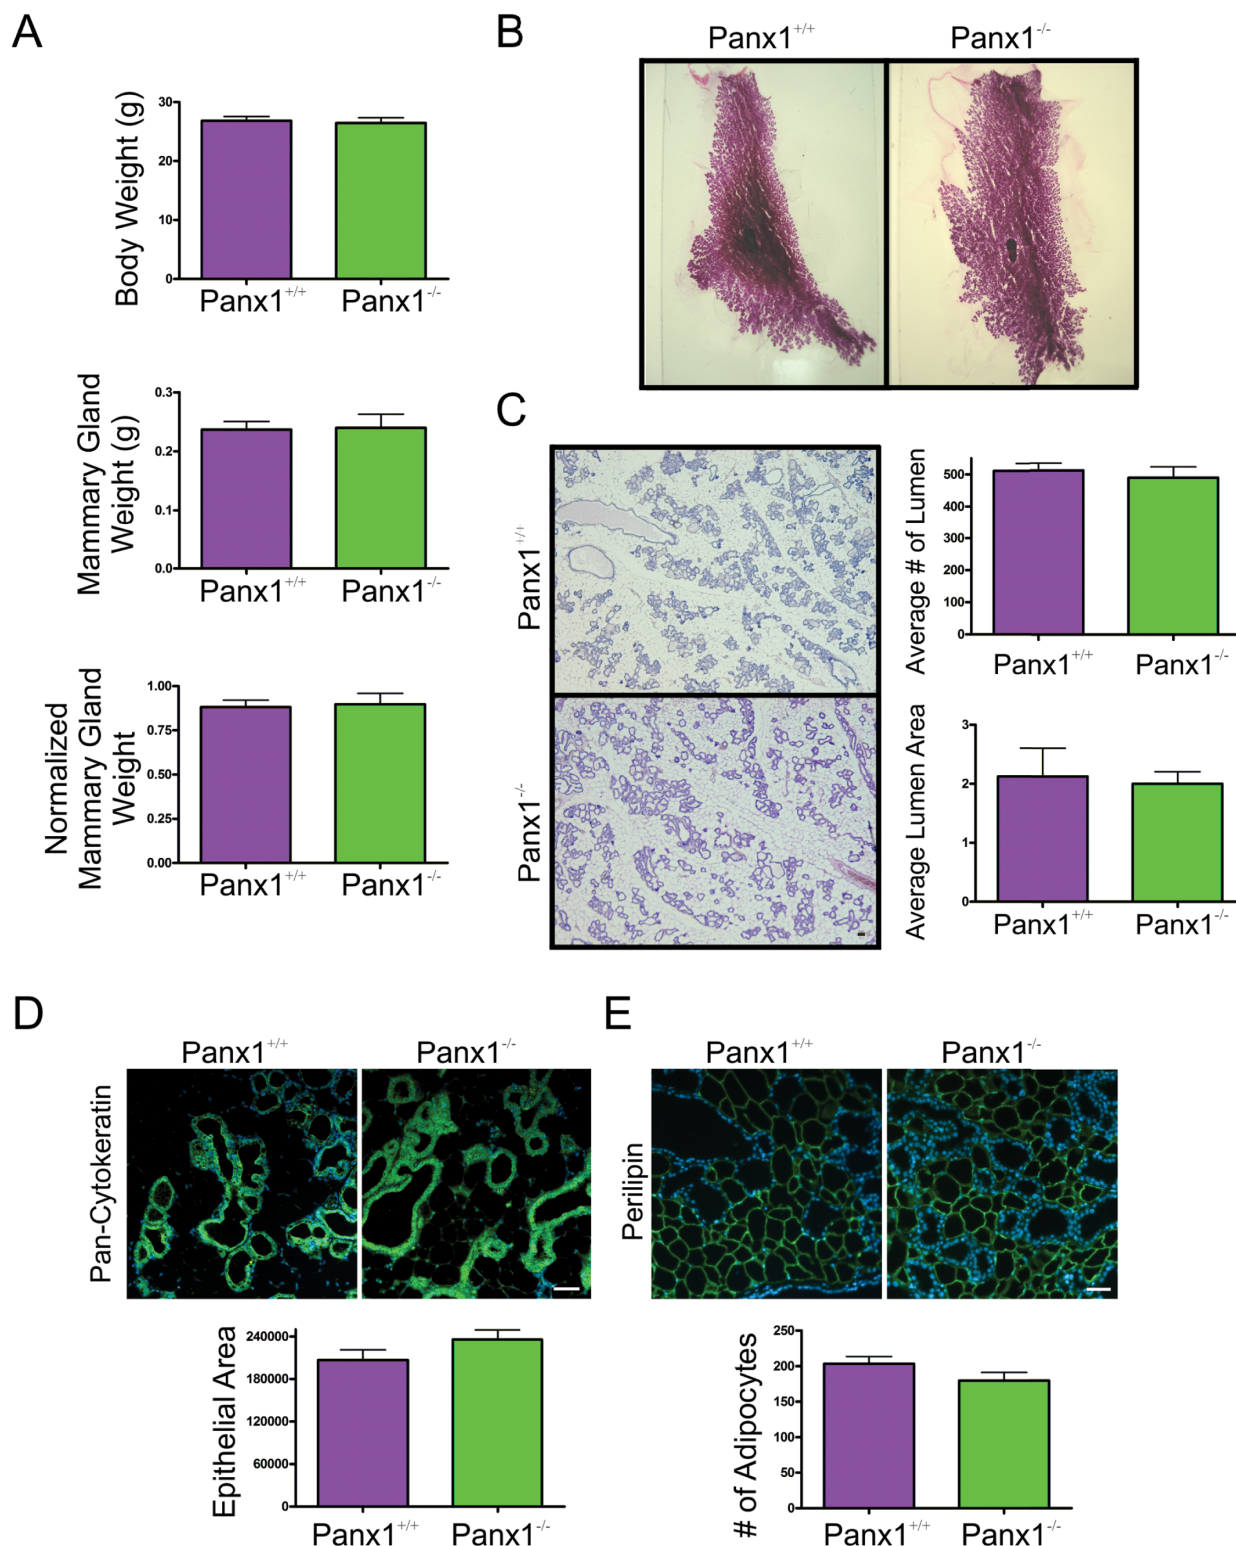 A
Body Weight (g)
30
20
10
0
Panx1+/+
Panx1-/-
Mammary Gland
Weight (g)
0.3
0.2
0.1
0.0
Panx1+/+
Panx1-/-
Normalized
Mammary Gland
Weight
1.00
0.75
0.50
0.25
0.00
Panx1+/+
Panx1-/-
B
Panx1+/+
Panx1-/-
C
Panx1+/+
Panx1-/-
Average # of Lumen
500
400
300
200
100
0
Panx1+/+
Panx1-/-
Average Lumen Area
3
2
1
0
Panx1+/+
Panx1-/-
D
Panx1+/+
Panx1-/-
Pan-Cytokeratin
Epithelial Area
240000
180000
120000
60000
0
Panx1+/+
Panx1-/-
E
Panx1+/+
Panx1-/-
Perilipin
# of Adipocytes
250
200
150
100
50
0
Panx1+/+
Panx1-/-